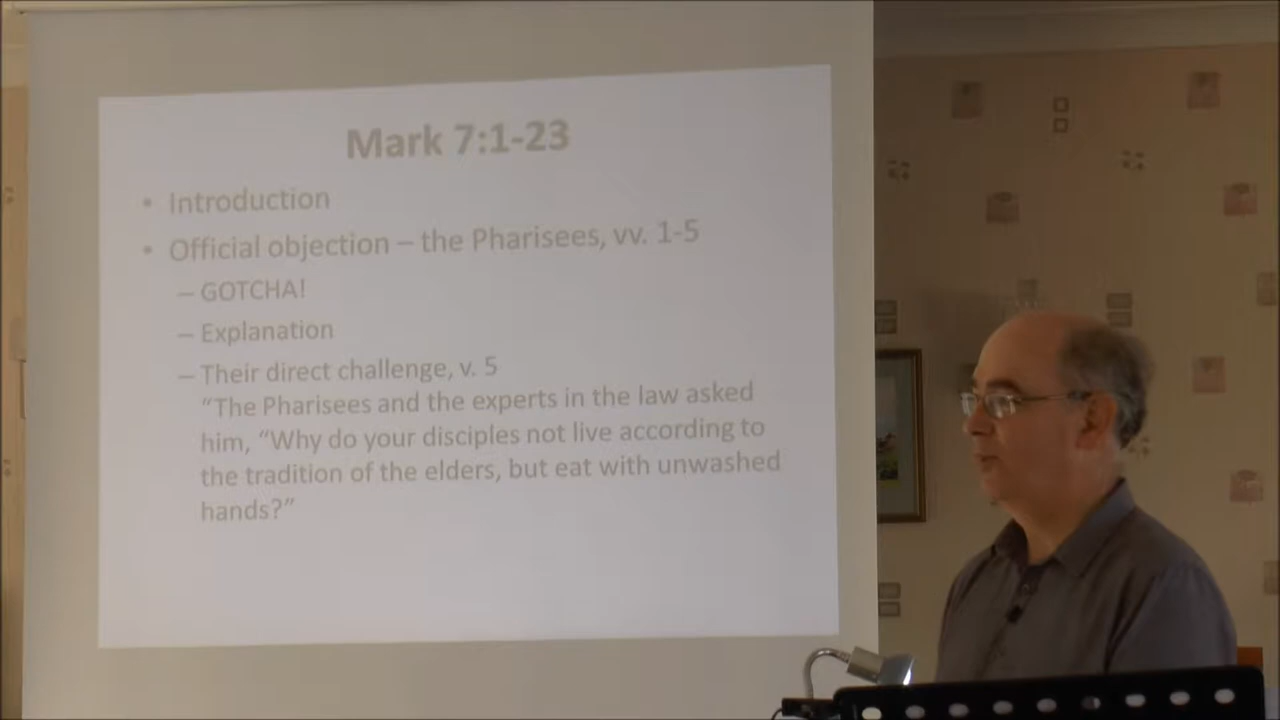 Mark 7:1-23
• Introduction
• Official objection – the Pharisees, vv. 1-5
– GOTCHA!
– Explanation
– Their direct challenge, v. 5
“The Pharisees and the experts in the law asked
him, “Why do your disciples not live according to
the tradition of the elders, but eat with unwashed
hands?”